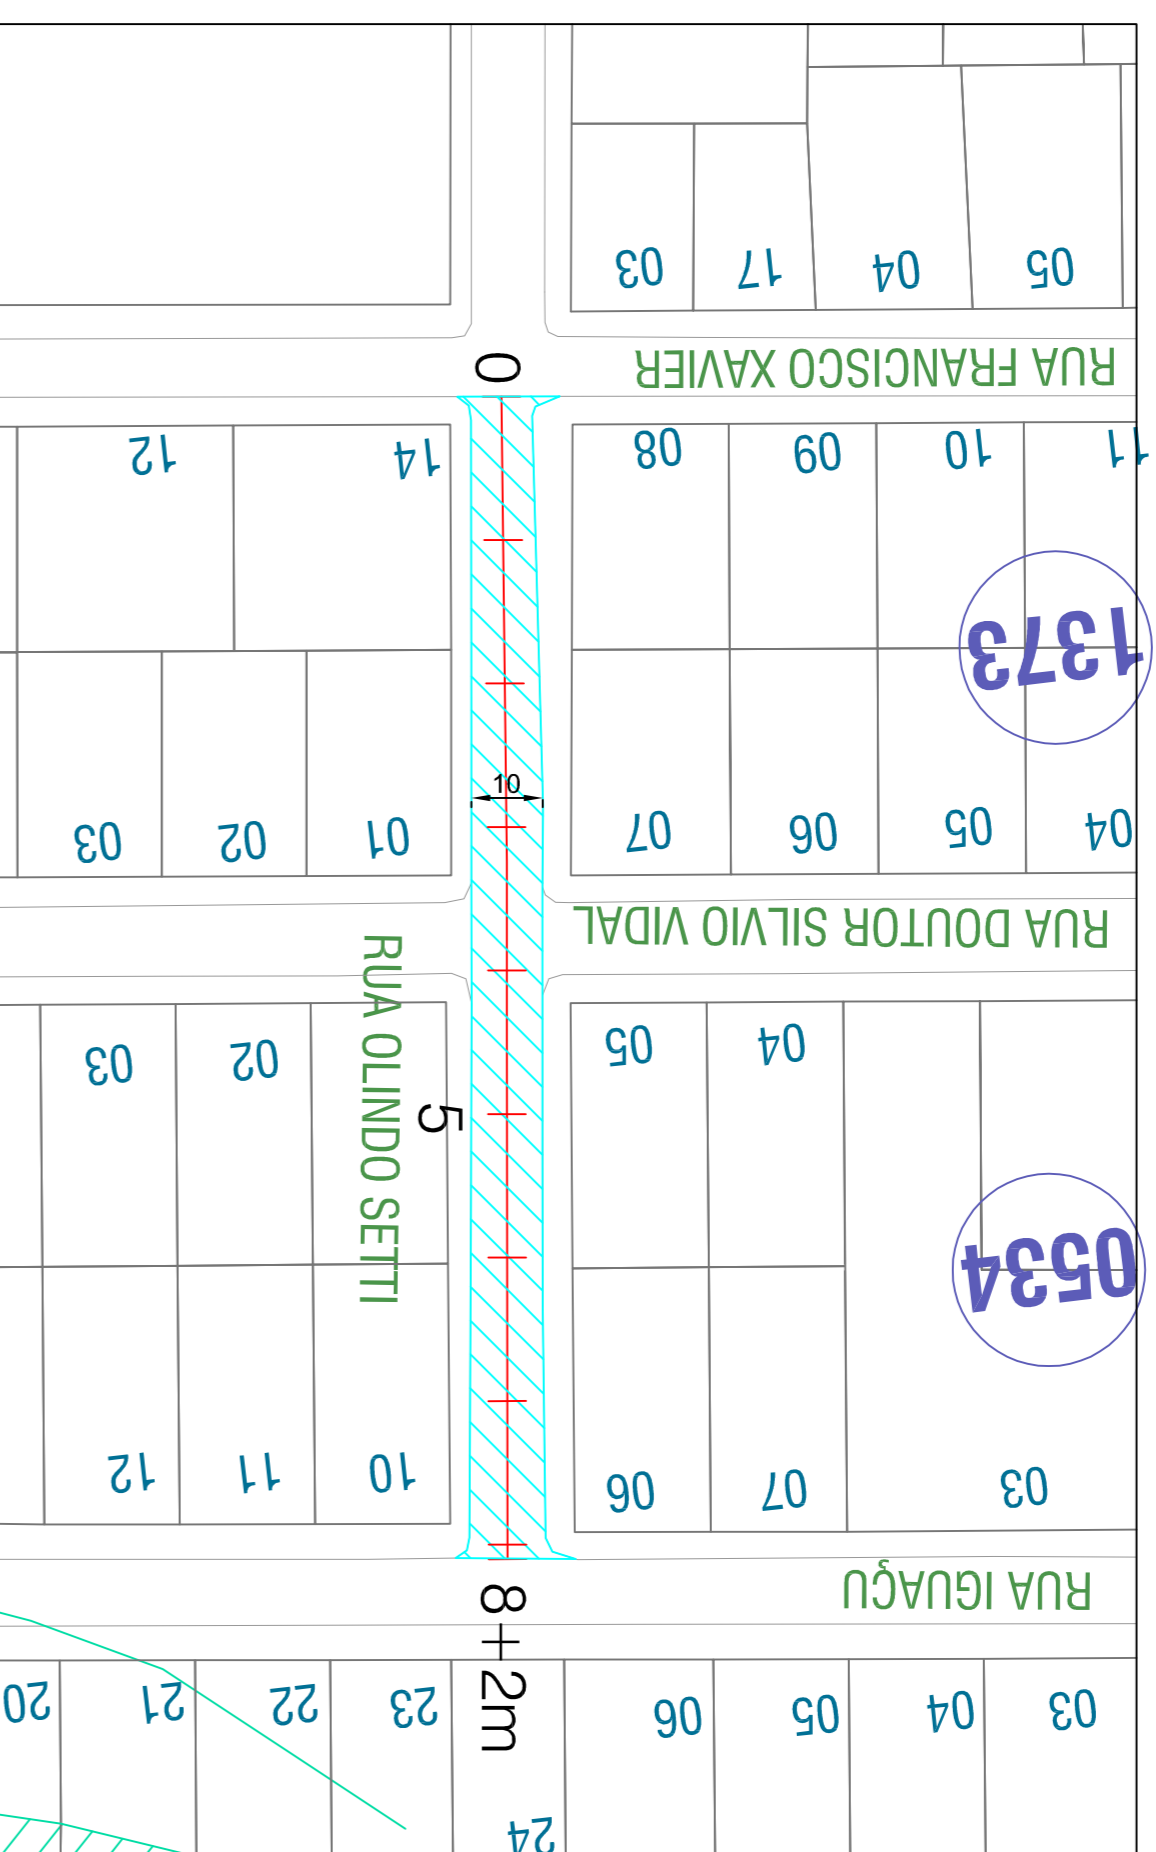 03 17 04 05
RUA FRANCISCO XAVIER
0
12 14 08 09 10 11
1373
10
03 02 01 07 06 05 04
RUA DOUTOR SILVIO VIDAL
RUA OLINDO SETTI
03 02 05 04
5
0534
12 11 10 06 07 03
RUA IGUAÇU
8+2m
20 21 22 23 06 05 04 03
24